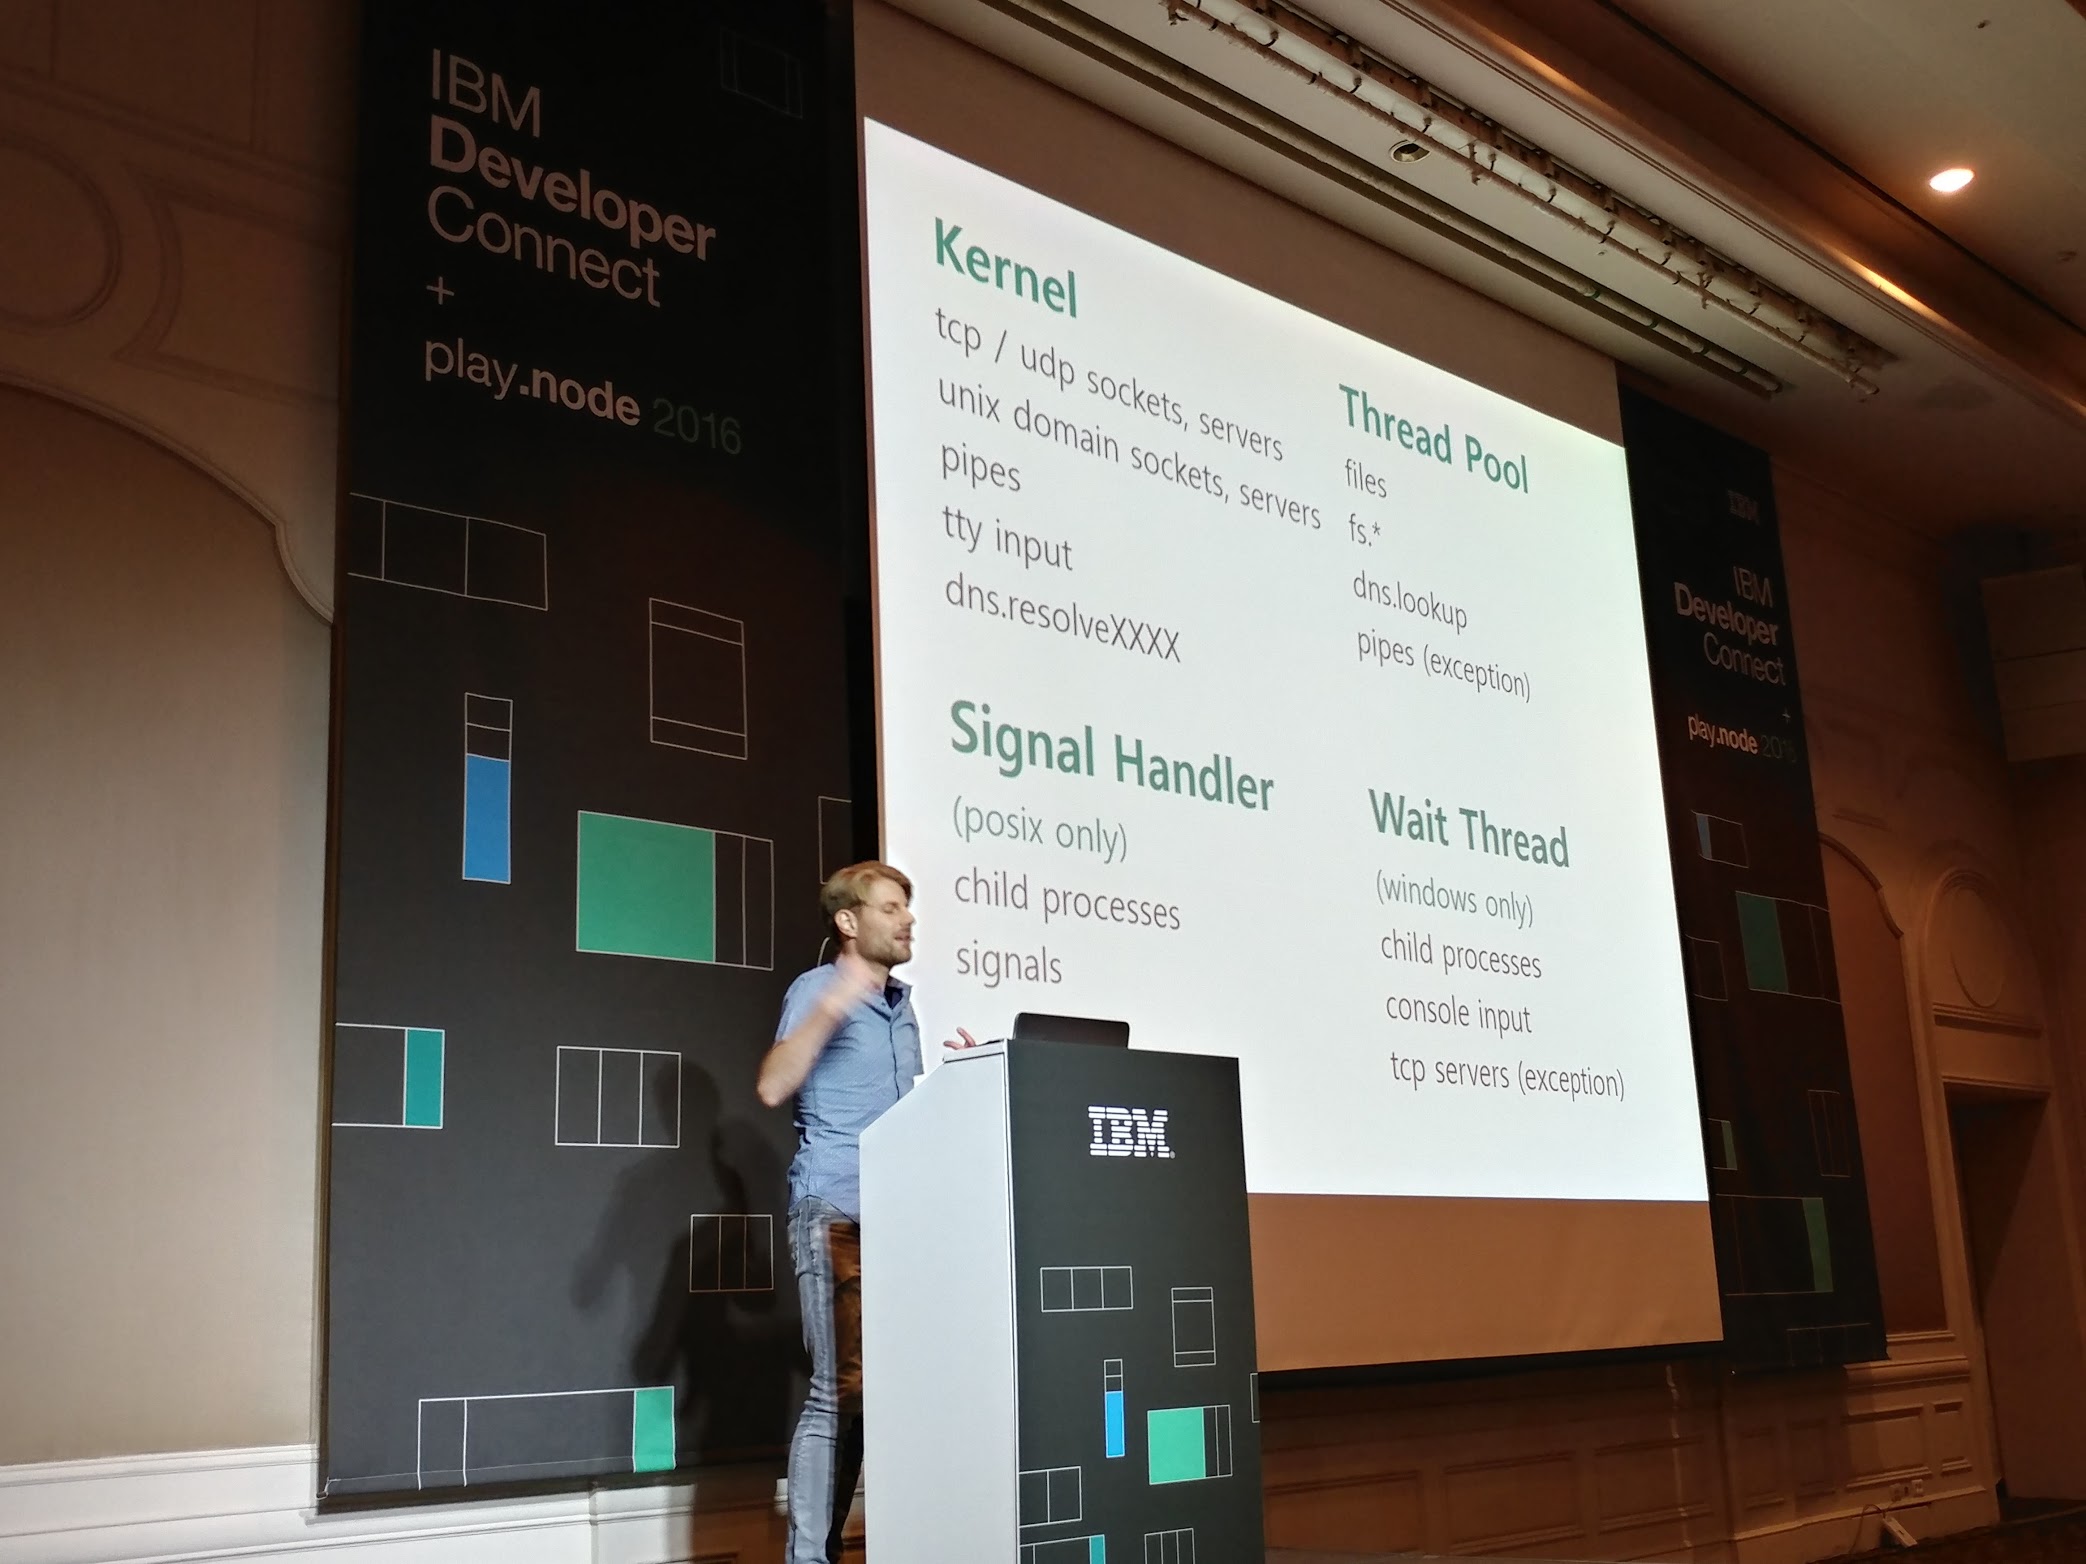 IBM
Developer
Connect
+
play.node 2016
Kernel
tcp / udp sockets, servers
unix domain sockets, servers
pipes
tty input
dns.resolveXXXX
Thread Pool
files
fs.*
dns.lookup
pipes (exception)
Signal Handler
(posix only)
child processes
signals
Wait Thread
(windows only)
child processes
console input
tcp servers (exception)
IBM
IBM
IBM
Developer
Connect
+
play.node 2016